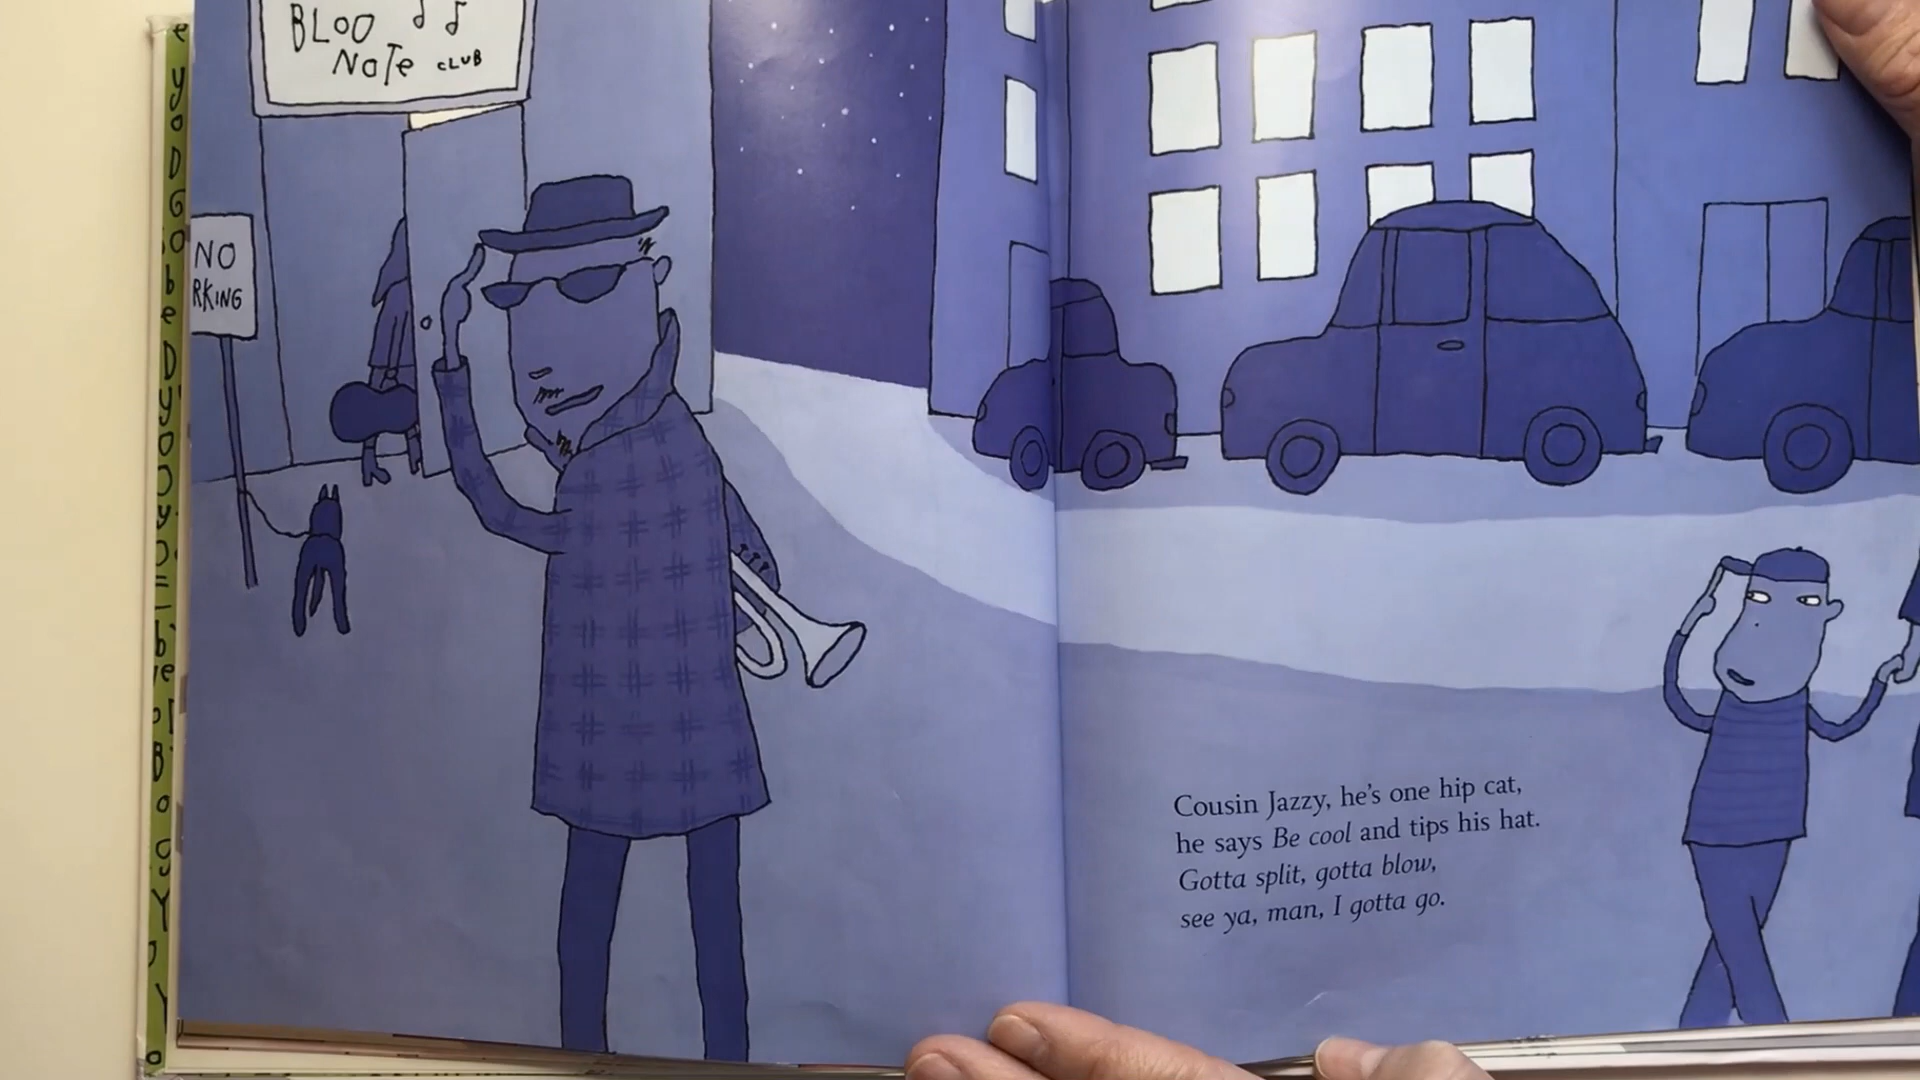 BLOO
NOTE CLUB
NO
RKING
Cousin Jazzy, he's one hip cat,
he says Be cool and tips his hat.
Gotta split, gotta blow,
see ya, man, I gotta go.